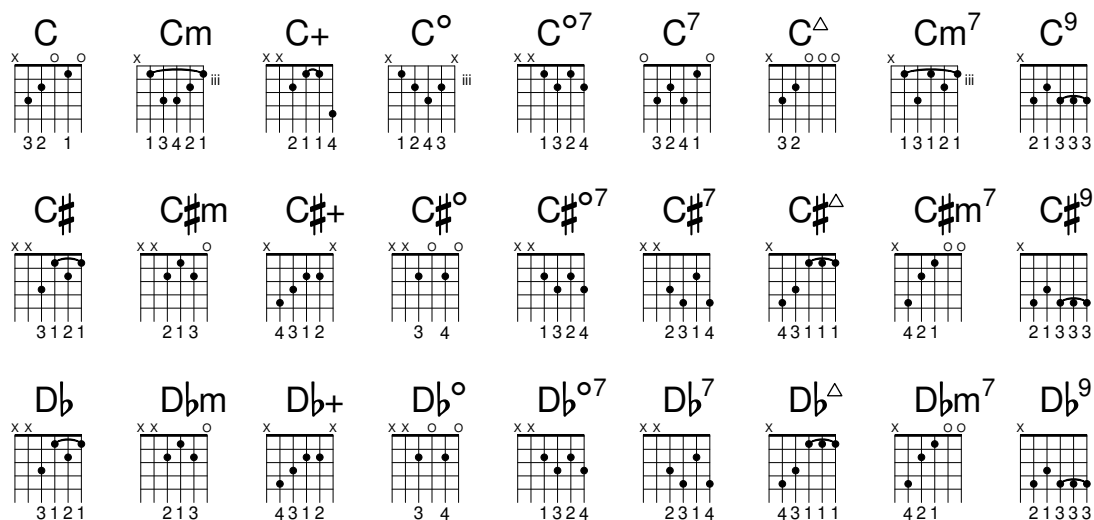 C Cm C+ C° C°7 C7 C△ Cm7 C9
x o o x x x x x x x o o x o o o x x
iii iii iii
3 2 1 1 3 4 2 1 2 1 1 4 1 2 4 3 1 3 2 4 3 2 4 1 3 2 1 3 1 2 1 2 1 3 3 3
C♯ C♯m C♯+ C♯° C♯°7 C♯7 C♯△ C♯m7 C♯9
x x x x o x x x x o o x x x x x x o o x
3 1 2 1 2 1 3 4 3 1 2 3 4 1 3 2 4 2 3 1 4 4 3 1 1 1 4 2 1 2 1 3 3 3
D♭ D♭m D♭+ D♭° D♭°7 D♭7 D♭△ D♭m7 D♭9
x x x x o x x x x o o x x x x x x o o x
3 1 2 1 2 1 3 4 3 1 2 3 4 1 3 2 4 2 3 1 4 4 3 1 1 1 4 2 1 2 1 3 3 3